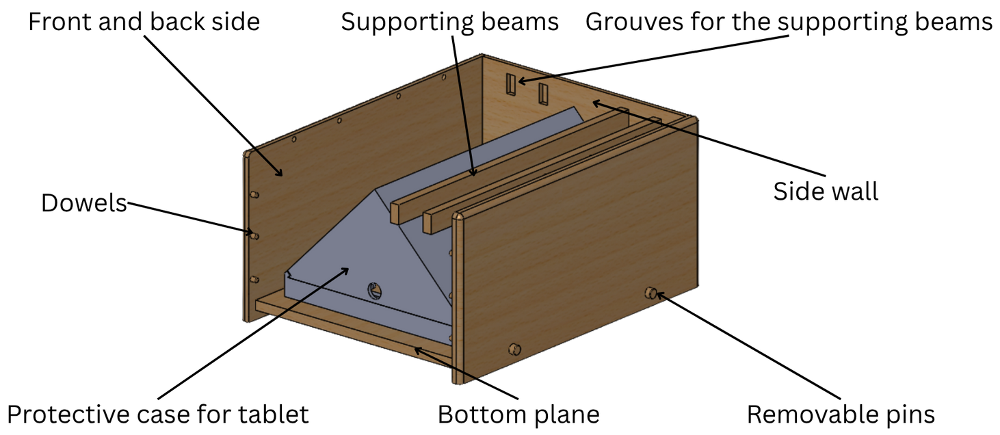 Front and back side
Supporting beams
Grouves for the supporting beams
Dowels
Side wall
Protective case for tablet
Bottom plane
Removable pins